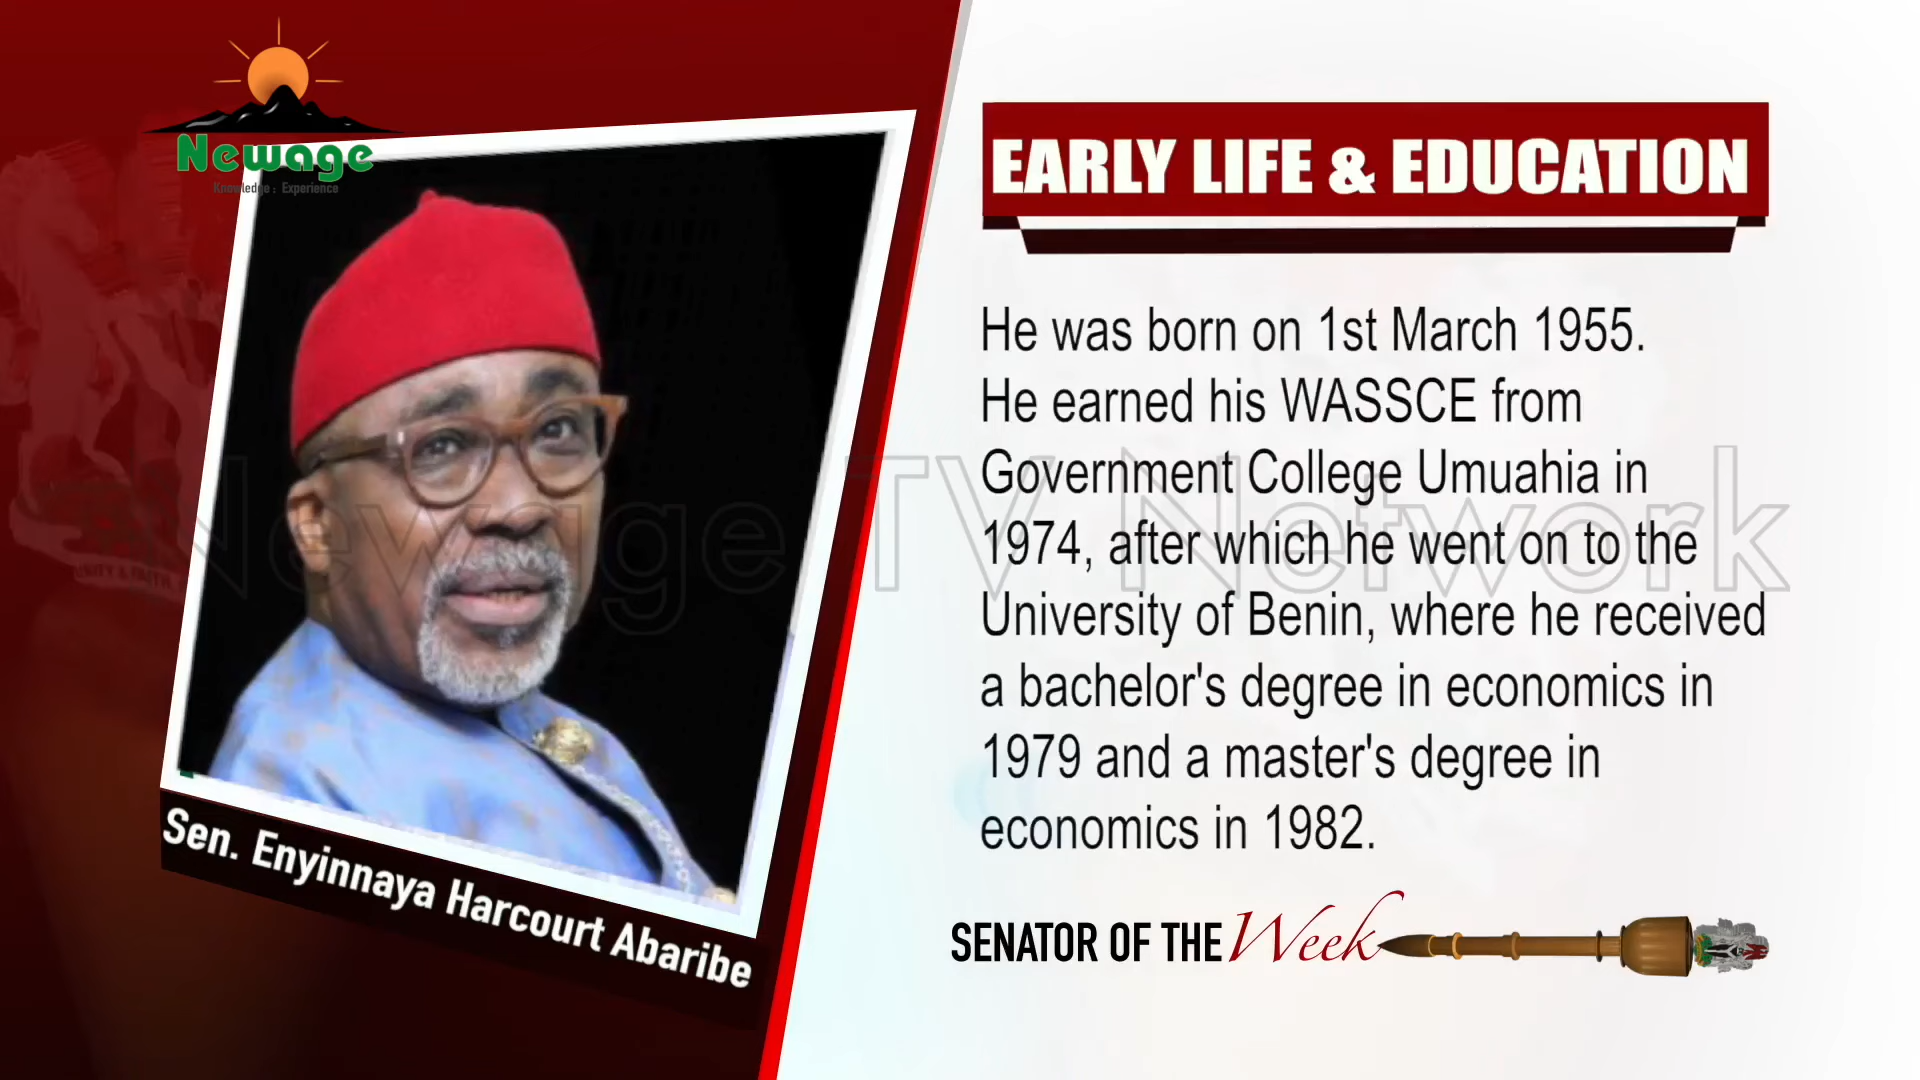 Newage
Knowledge : Experience
EARLY LIFE & EDUCATION
He was born on 1st March 1955.
He earned his WASSCE from
Government College Umuahia in
1974, after which he went on to the
University of Benin, where he received
a bachelor's degree in economics in
1979 and a master's degree in
economics in 1982.
Newage TV Network
Sen. Enyinnaya Harcourt Abaribe
SENATOR OF THE Week